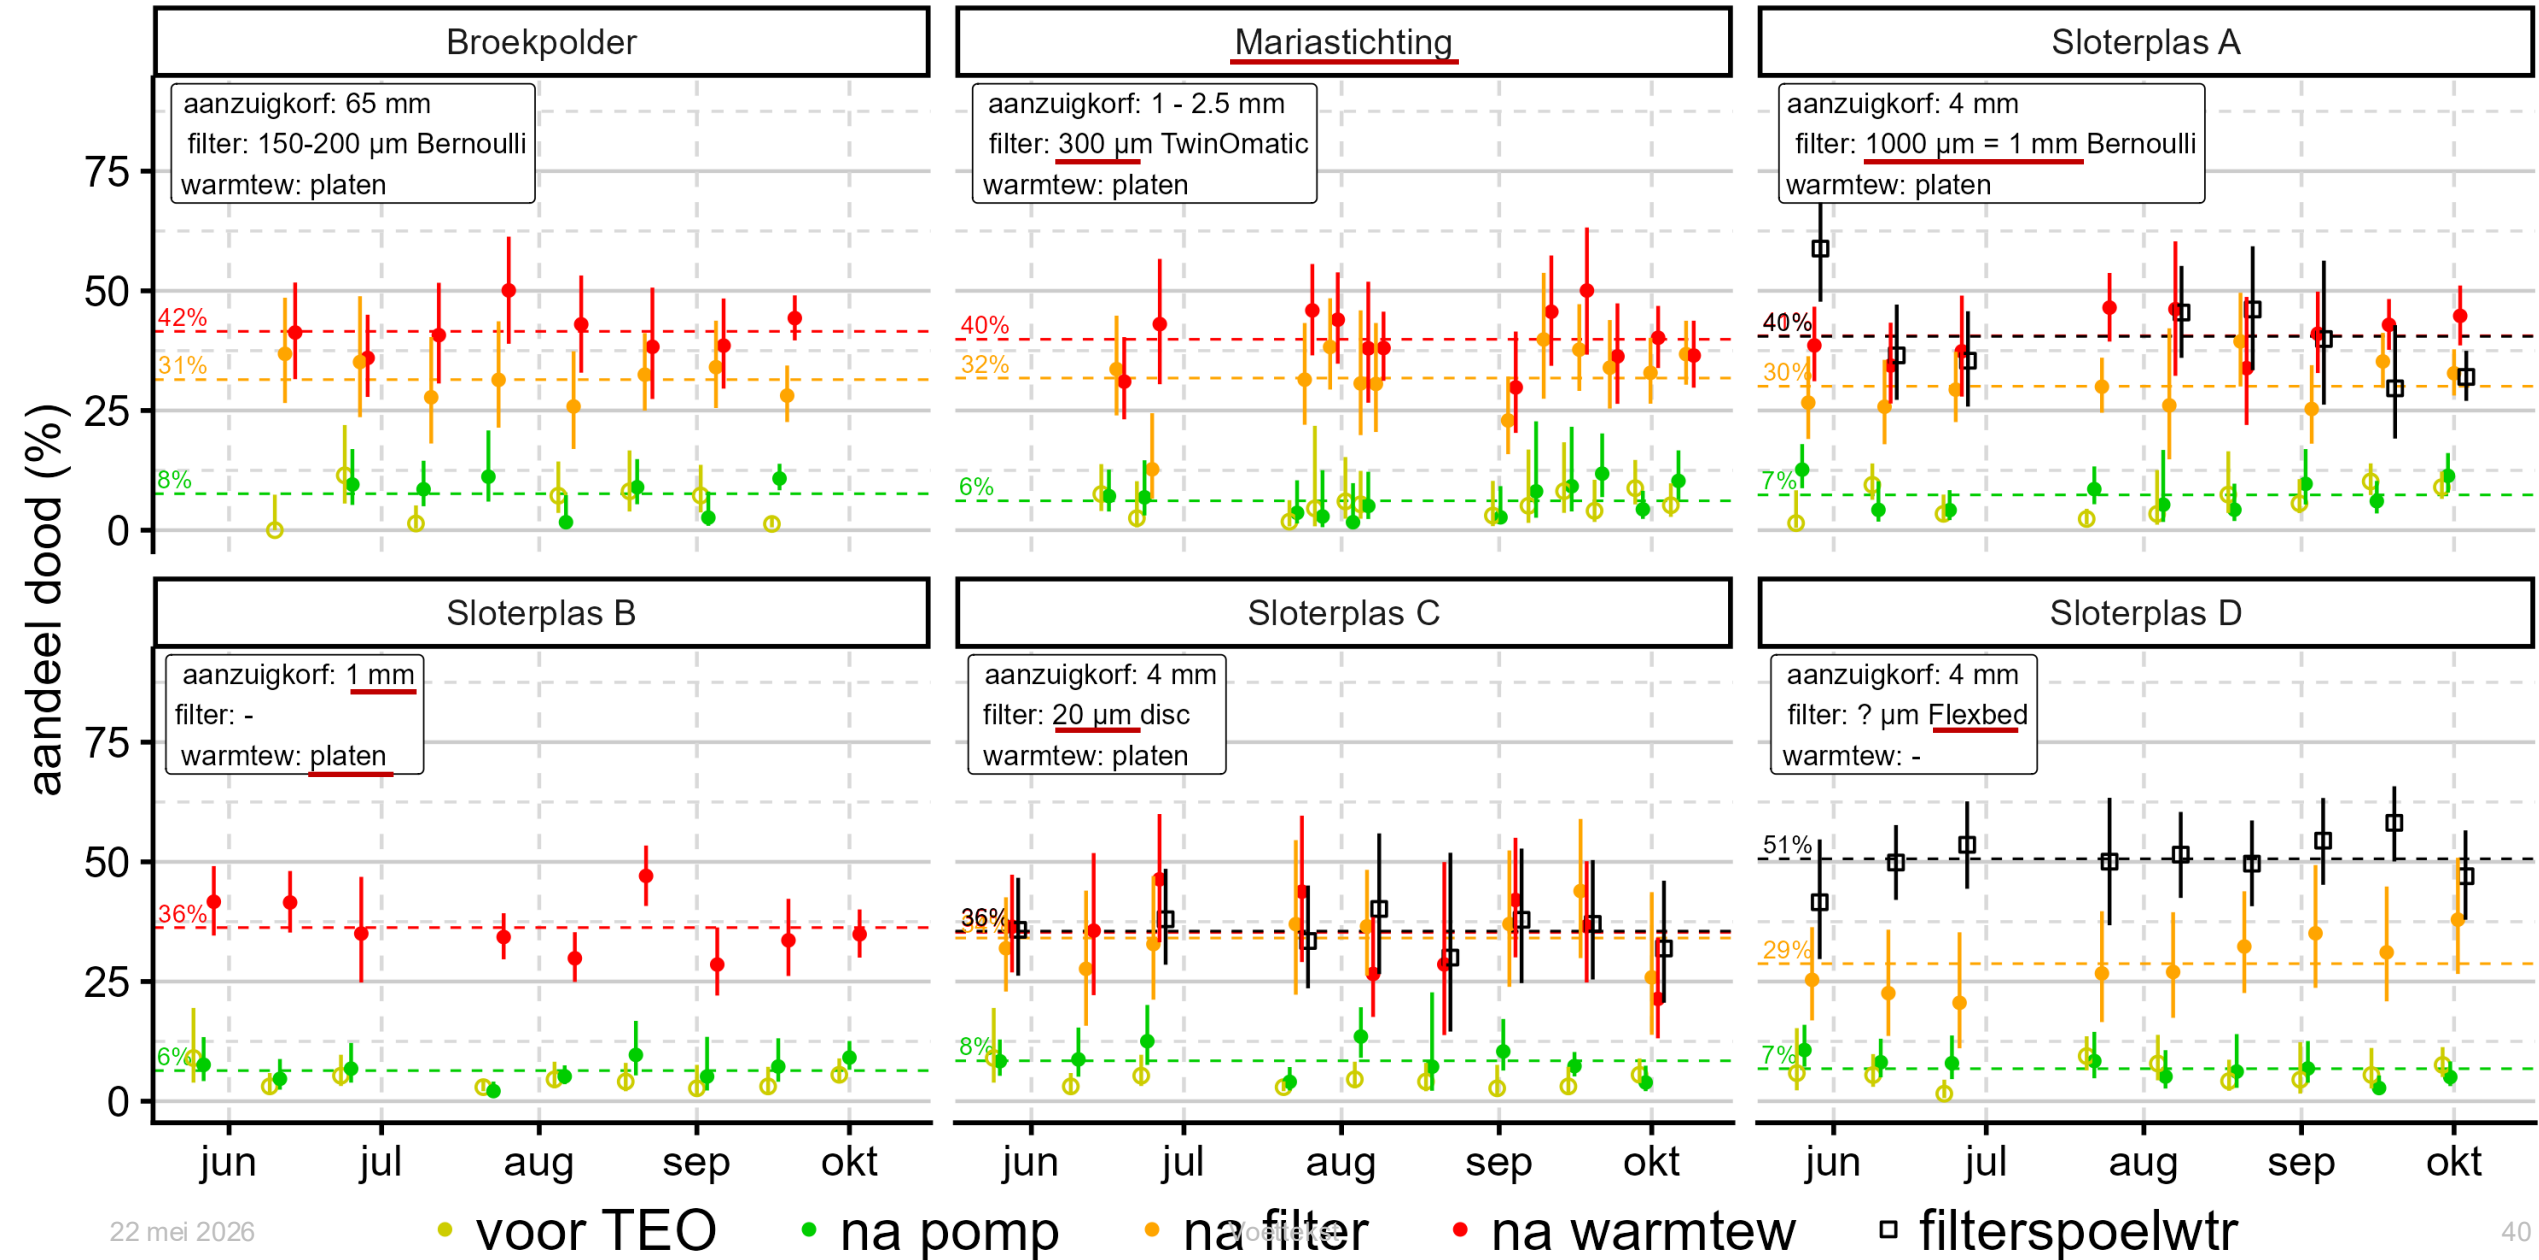 Broekpolder
Mariastichting
Sloterplas A
aanzuigkorf: 65 mm
filter: 150-200 µm Bernoulli
warmtew: platen
aanzuigkorf: 1 - 2.5 mm
filter: 300 µm TwinOmatic
warmtew: platen
aanzuigkorf: 4 mm
filter: 1000 µm = 1 mm Bernoulli
warmtew: platen
aandeel dood (%)
75
50
25
0
42%
31%
8%
40%
32%
6%
40%
30%
7%
Sloterplas B
Sloterplas C
Sloterplas D
aanzuigkorf: 1 mm
filter: -
warmtew: platen
aanzuigkorf: 4 mm
filter: 20 µm disc
warmtew: platen
aanzuigkorf: 4 mm
filter: ? µm Flexbed
warmtew: -
75
50
25
0
36%
6%
36%
8%
51%
29%
7%
jun jul aug sep okt
jun jul aug sep okt
jun jul aug sep okt
voor TEO na pomp na filter na warmtew filterspoelwtr
22 mei 2026
Voettekst
40